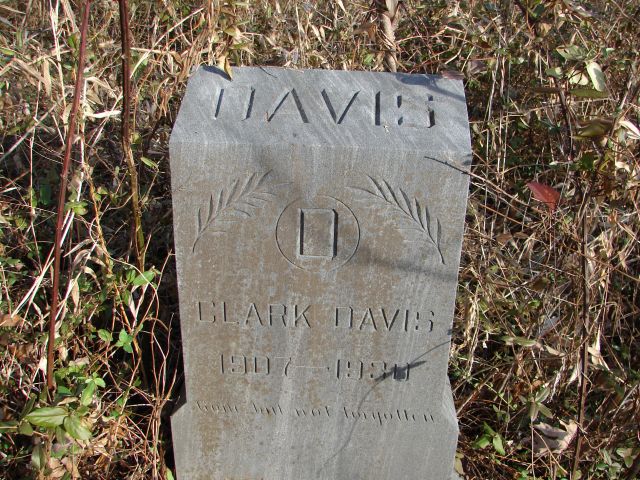 DAVIS
D
CLARK DAVIS
1907-1930
Gone but not forgotten